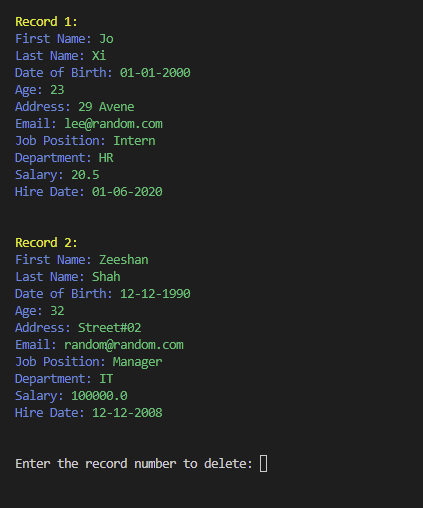 Record 1:
First Name: Jo
Last Name: Xi
Date of Birth: 01-01-2000
Age: 23
Address: 29 Avene
Email: lee@random.com
Job Position: Intern
Department: HR
Salary: 20.5
Hire Date: 01-06-2020
Record 2:
First Name: Zeeshan
Last Name: Shah
Date of Birth: 12-12-1990
Age: 32
Address: Street#02
Email: random@random.com
Job Position: Manager
Department: IT
Salary: 100000.0
Hire Date: 12-12-2008
Enter the record number to delete: